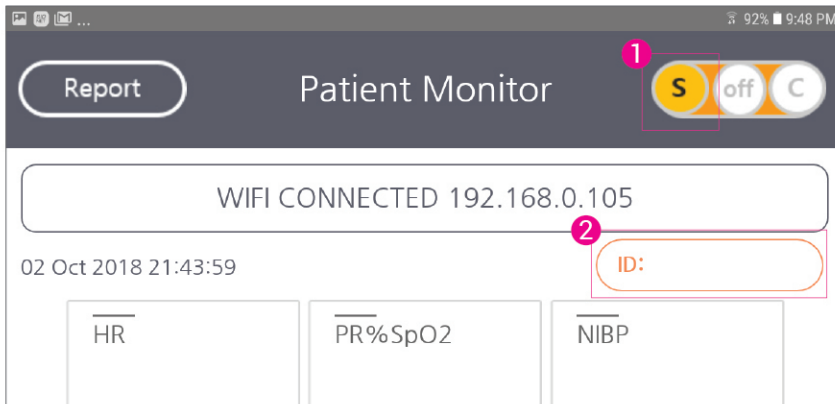 ... 92% 9:48 PM
1
Report Patient Monitor S off C
WIFI CONNECTED 192.168.0.105
2
02 Oct 2018 21:43:59 ID:
HR PR%SpO2 NIBP